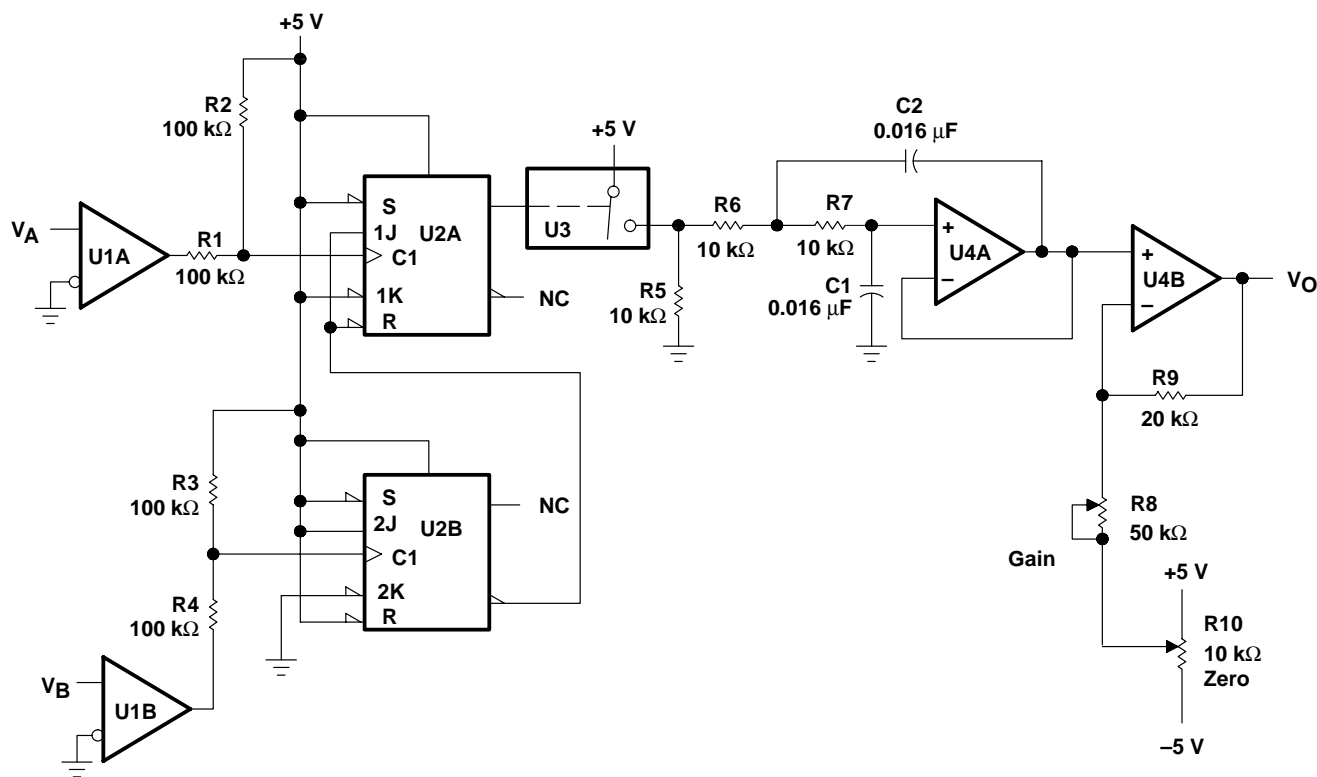 +5 V
R2
100 kΩ
VA
U1A
R1
100 kΩ
S
1J
U2A
C1
1K
R
NC
+5 V
U3
R5
10 kΩ
R6
10 kΩ
C2
0.016 μF
R7
10 kΩ
C1
0.016 μF
+
U4A
–
+
U4B
–
VO
R9
20 kΩ
R3
100 kΩ
S
2J
U2B
C1
2K
R
NC
R4
100 kΩ
VB
U1B
R8
50 kΩ
Gain
+5 V
R10
10 kΩ
Zero
–5 V